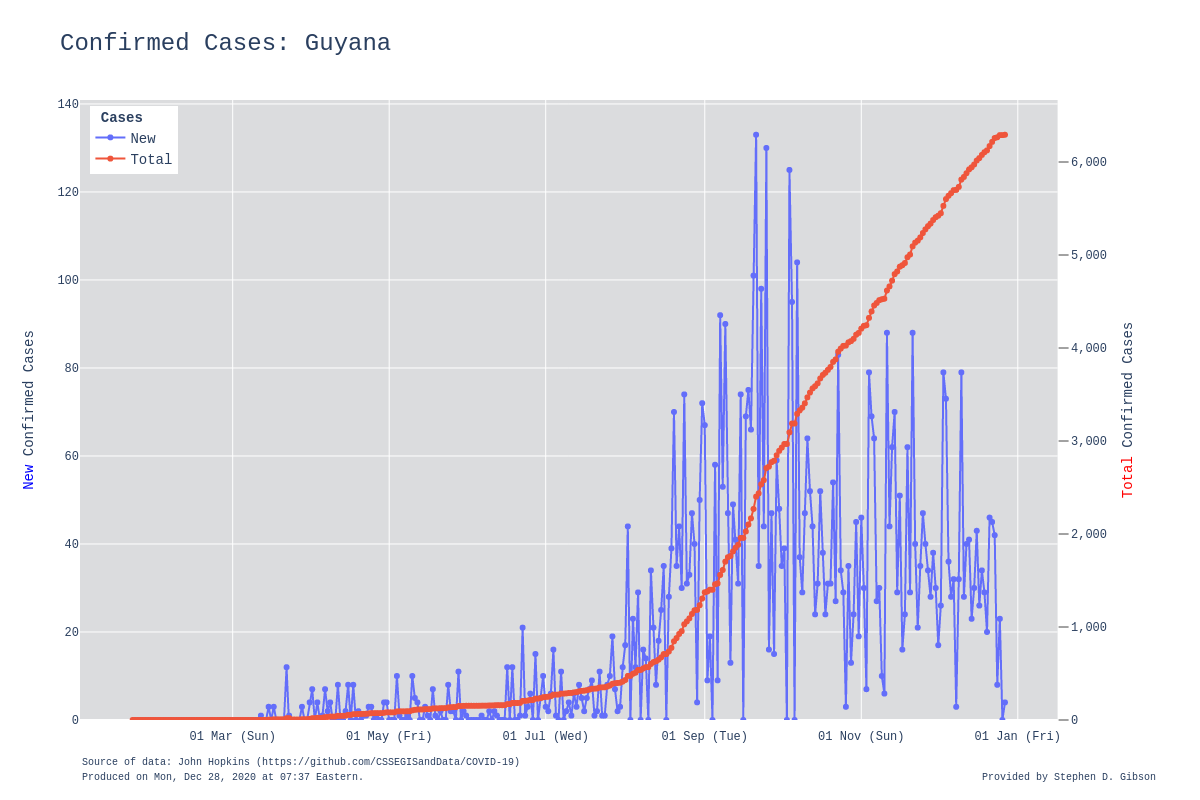 Confirmed Cases: Guyana
Cases
New
Total
140
120
100
80
60
40
20
0
New Confirmed Cases
6,000
5,000
4,000
3,000
2,000
1,000
0
Total Confirmed Cases
01 Mar (Sun)
01 May (Fri)
01 Jul (Wed)
01 Sep (Tue)
01 Nov (Sun)
01 Jan (Fri)
Source of data: John Hopkins (https://github.com/CSSEGISandData/COVID-19)
Produced on Mon, Dec 28, 2020 at 07:37 Eastern.
Provided by Stephen D. Gibson